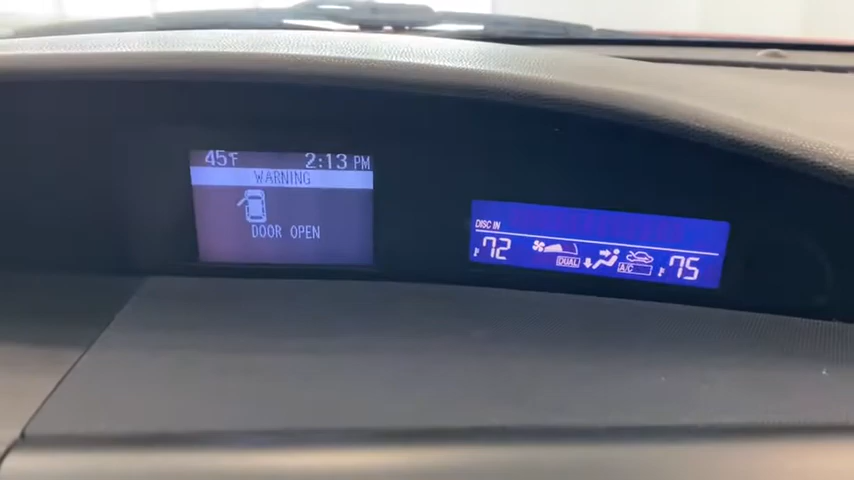 45°F 2:13 PM
WARNING
DOOR OPEN
DISC IN
°F 72 DUAL A/C °F 75